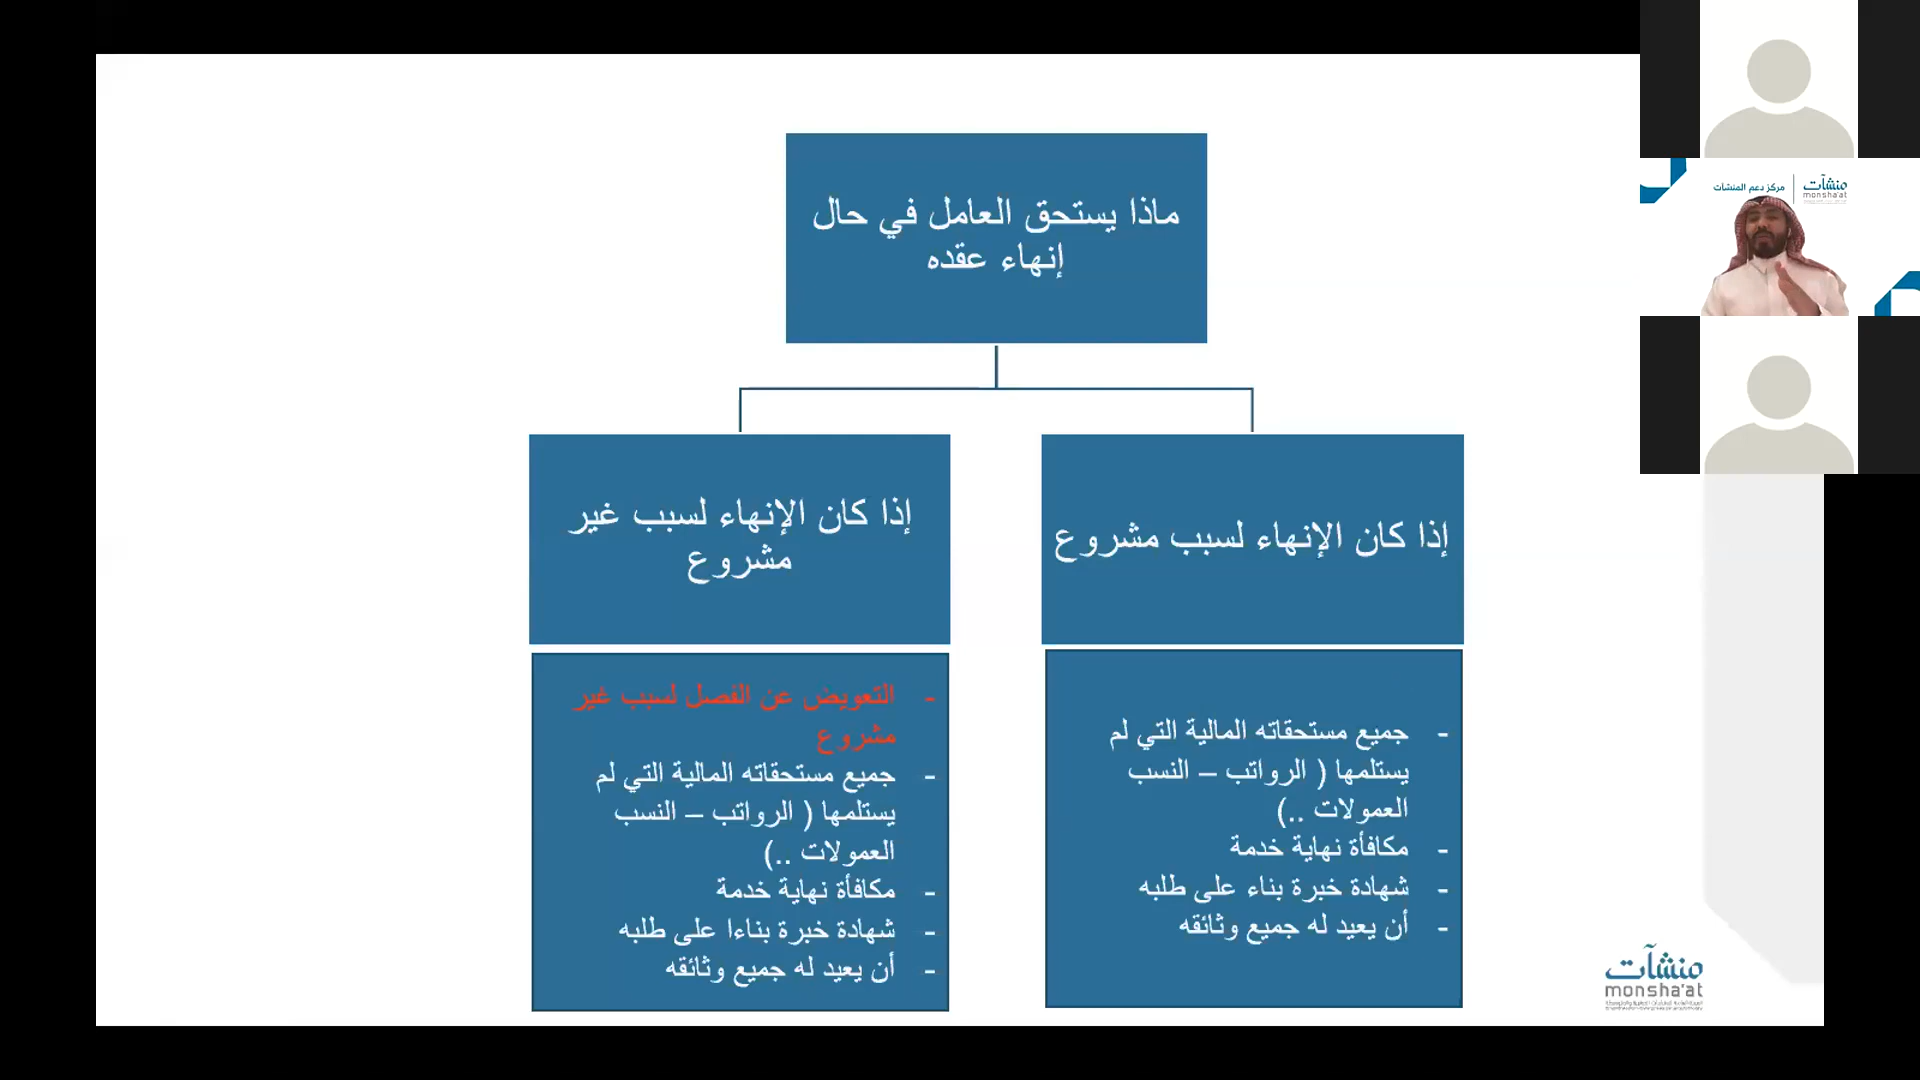 ماذا يستحق العامل في حال
إنهاء عقده
إذا كان الإنهاء لسبب مشروع
- جميع مستحقاته المالية التي لم
يستلمها ( الرواتب – النسب
العمولات ..)
- مكافأة نهاية خدمة
- شهادة خبرة بناء على طلبه
- أن يعيد له جميع وثائقه
إذا كان الإنهاء لسبب غير
مشروع
- التعويض عن الفصل لسبب غير
مشروع
- جميع مستحقاته المالية التي لم
يستلمها ( الرواتب – النسب
العمولات ..)
- مكافأة نهاية خدمة
- شهادة خبرة بناءا على طلبه
- أن يعيد له جميع وثائقه
منشآت
monsha'at
مركز دعم المنشآت
منشآت
monsha'at